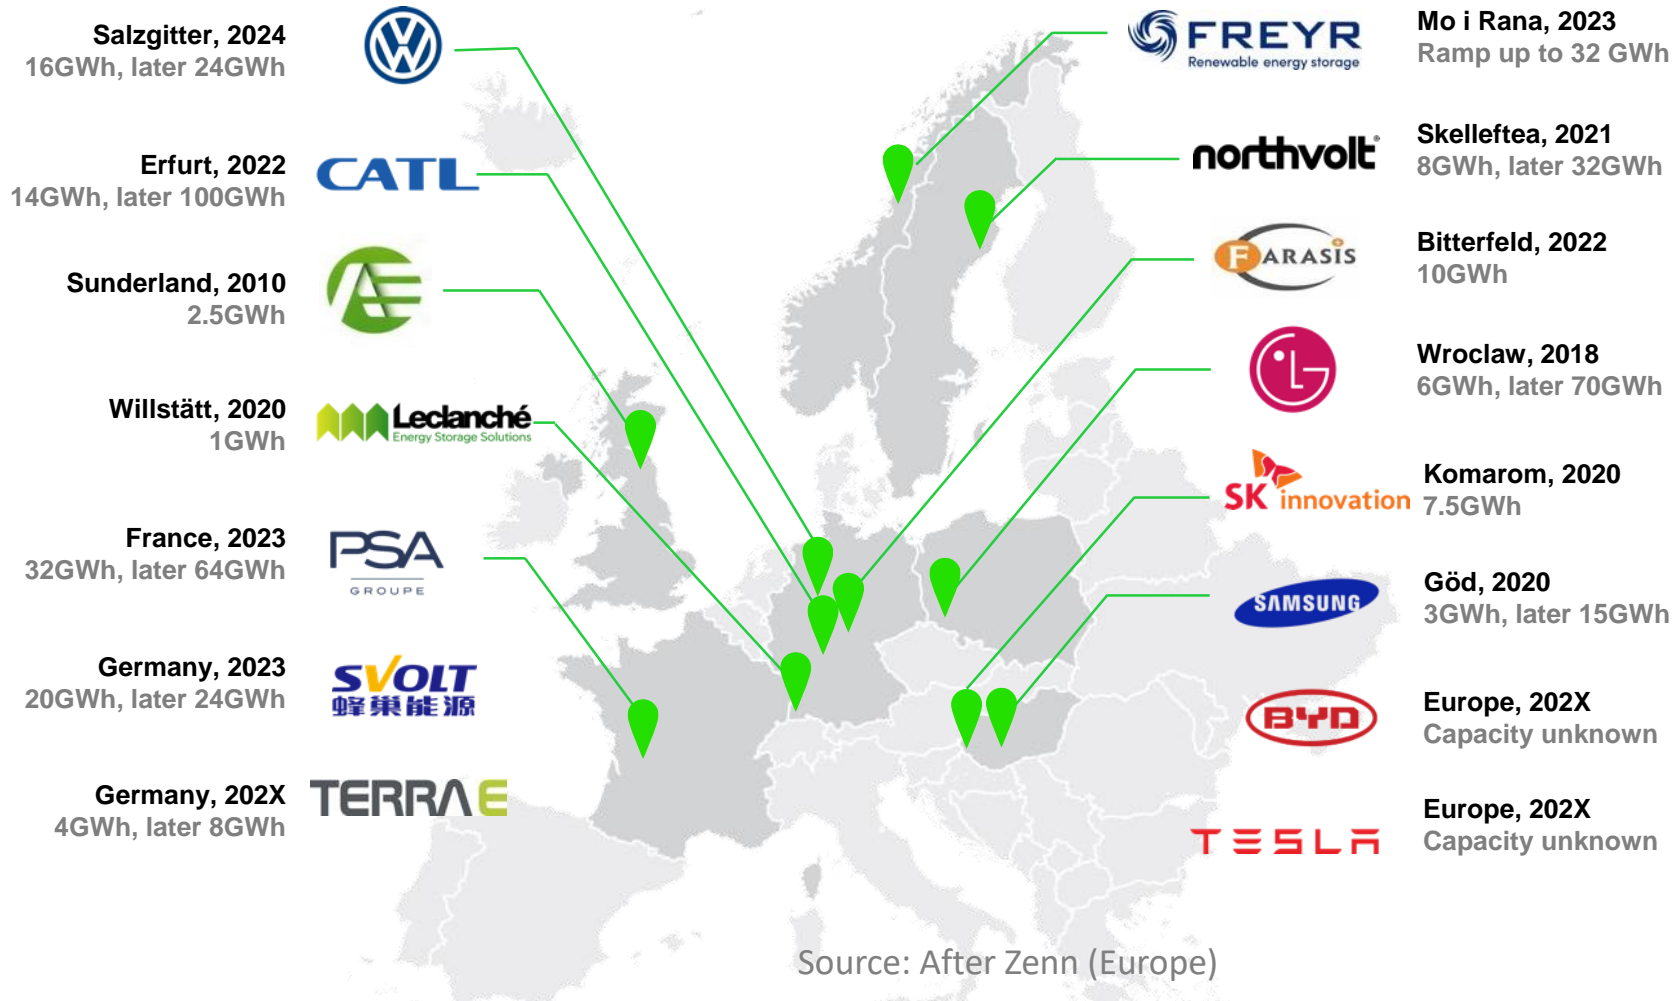 Salzgitter, 2024
16GWh, later 24GWh
Erfurt, 2022
14GWh, later 100GWh
CATL
Sunderland, 2010
2.5GWh
AE
Willstätt, 2020
1GWh
Leclanché
Energy Storage Solutions
France, 2023
32GWh, later 64GWh
PSA
GROUPE
Germany, 2023
20GWh, later 24GWh
SVOLT
蜂巢能源
Germany, 202X
4GWh, later 8GWh
TERRA E
FREYR
Renewable energy storage
Mo i Rana, 2023
Ramp up to 32 GWh
northvolt
Skelleftea, 2021
8GWh, later 32GWh
FARASIS
Bitterfeld, 2022
10GWh
LG
Wroclaw, 2018
6GWh, later 70GWh
SK innovation
Komarom, 2020
7.5GWh
SAMSUNG
Göd, 2020
3GWh, later 15GWh
BYD
Europe, 202X
Capacity unknown
TESLA
Europe, 202X
Capacity unknown
Source: After Zenn (Europe)